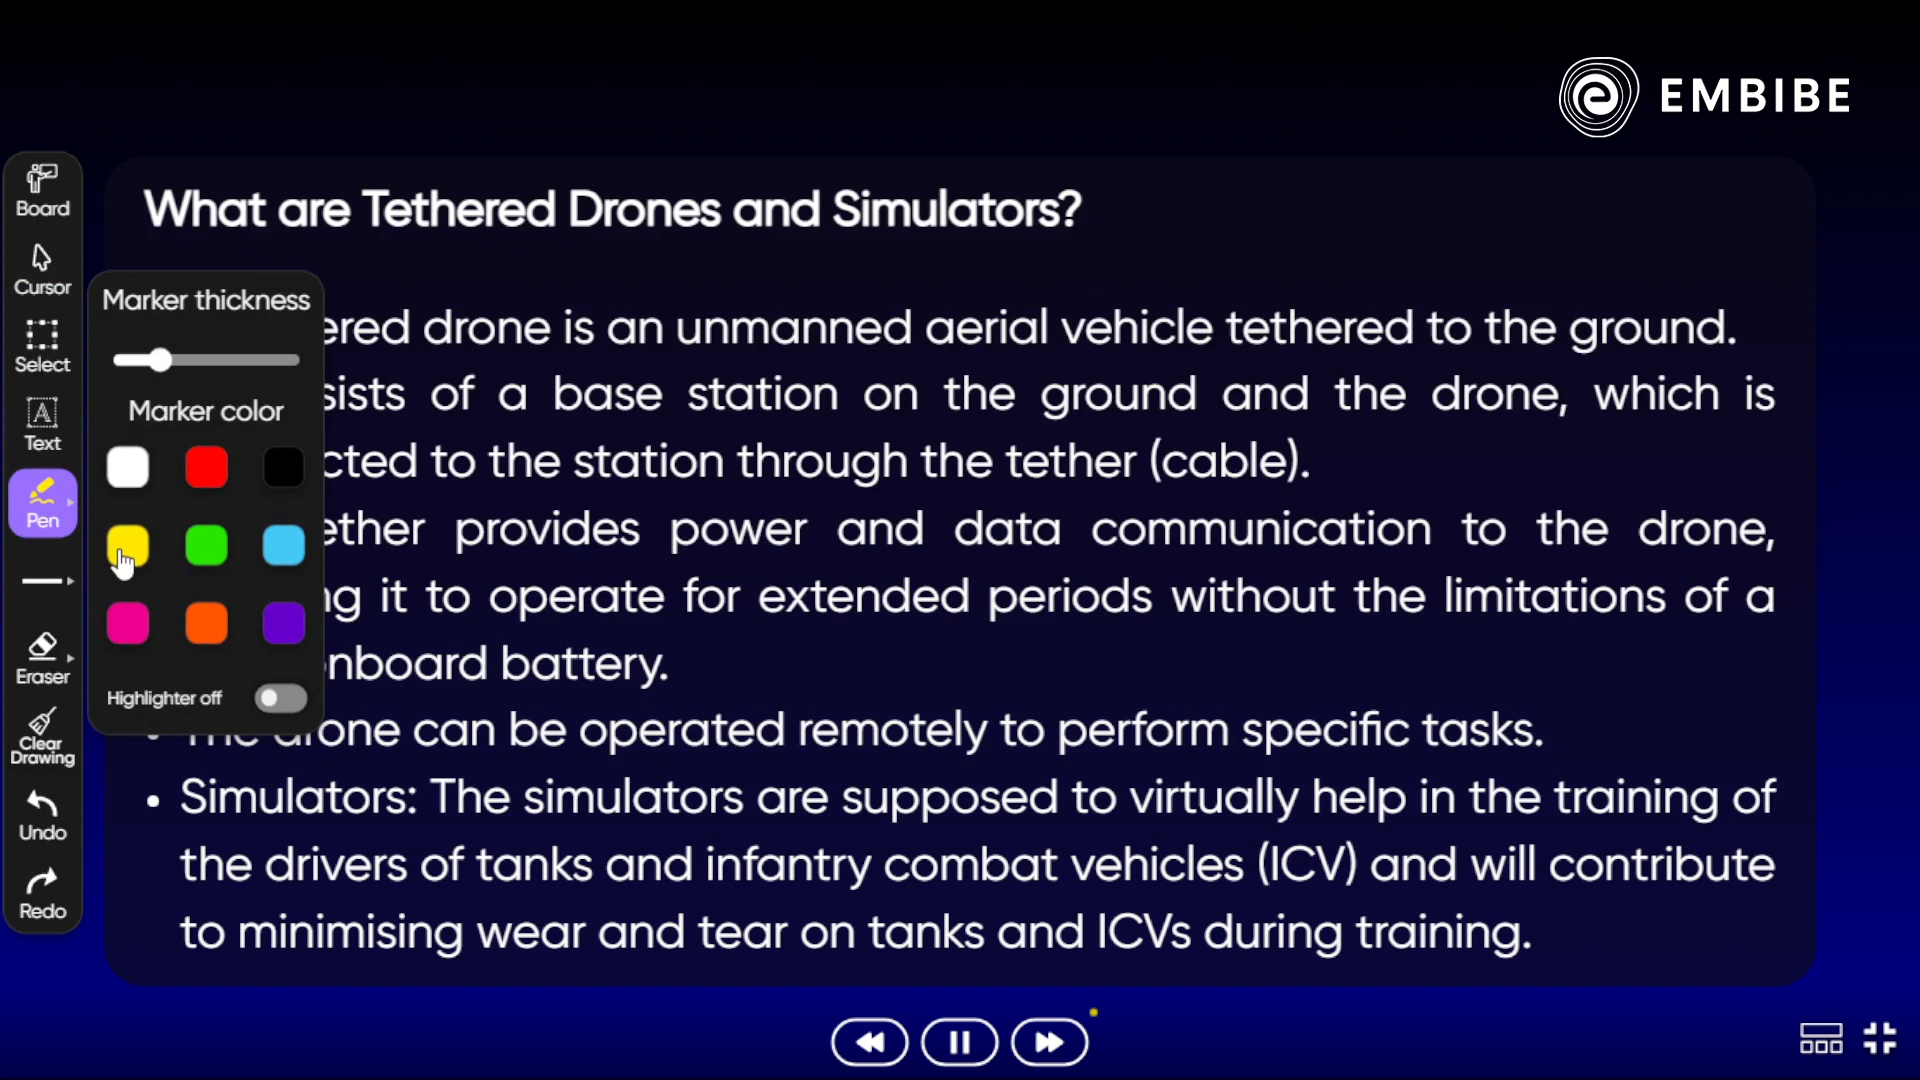 EMBIBE
Board
Cursor
Select
Text
Pen
Eraser
Clear
Drawing
Undo
Redo
Marker thickness
Marker color
Highlighter off
What are Tethered Drones and Simulators?
ered drone is an unmanned aerial vehicle tethered to the ground.
sists of a base station on the ground and the drone, which is
cted to the station through the tether (cable).
ether provides power and data communication to the drone,
ng it to operate for extended periods without the limitations of a
nboard battery.
• The drone can be operated remotely to perform specific tasks.
• Simulators: The simulators are supposed to virtually help in the training of
the drivers of tanks and infantry combat vehicles (ICV) and will contribute
to minimising wear and tear on tanks and ICVs during training.